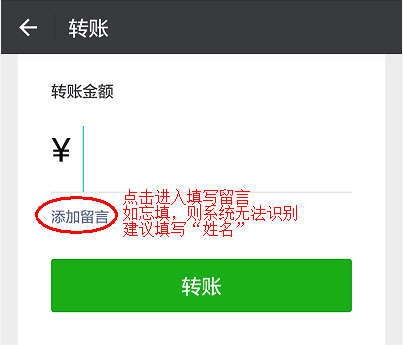 转账
转账金额
¥
添加留言
点击进入填写留言
如忘填，则系统无法识别
建议填写“姓名”
转账